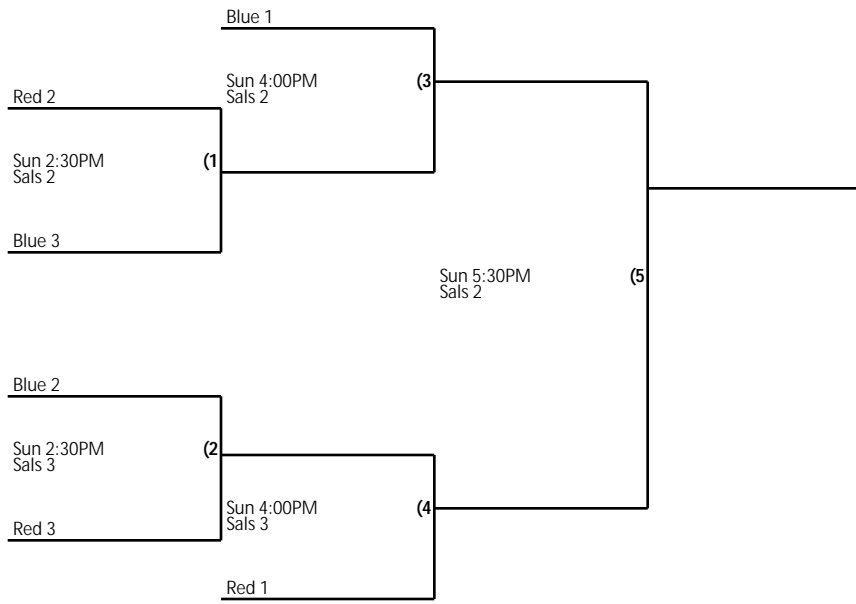 Blue 1
Sun 4:00PM
Sals 2
(3
Red 2
Sun 2:30PM
Sals 2
(1
Blue 3
Sun 5:30PM
Sals 2
(5
Blue 2
Sun 2:30PM
Sals 3
(2
Sun 4:00PM
Sals 3
(4
Red 3
Red 1